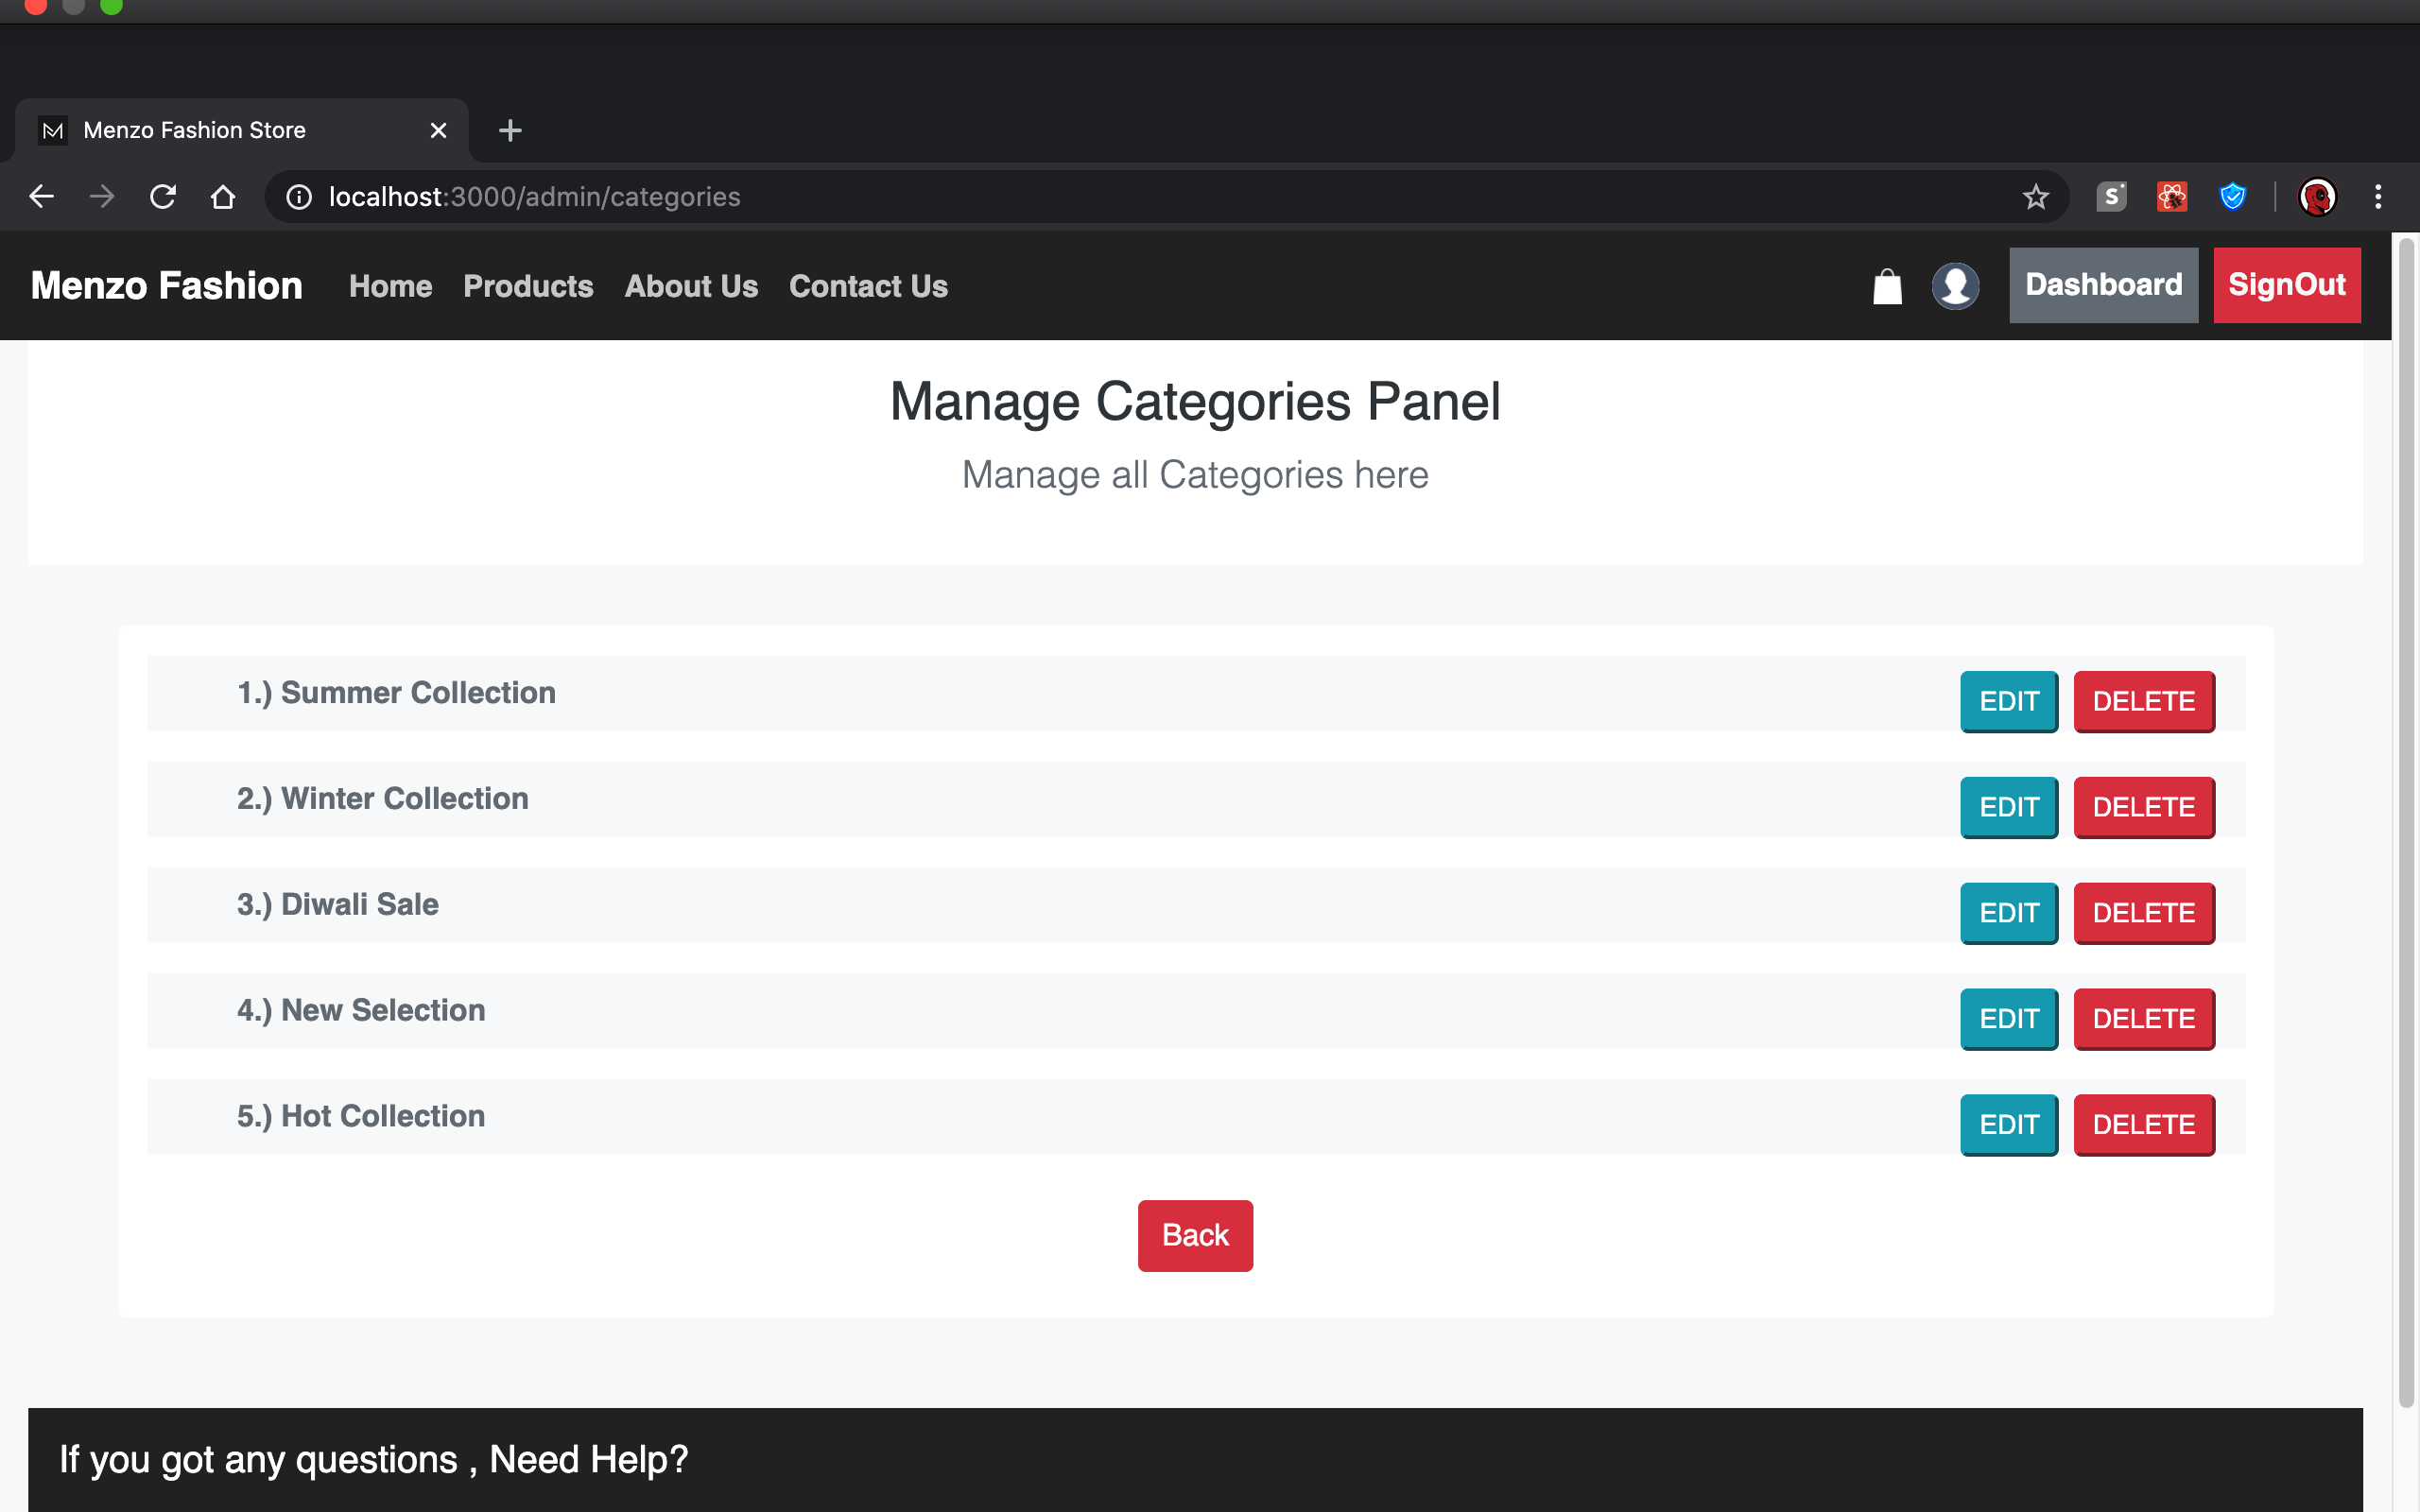 Menzo Fashion Store
localhost:3000/admin/categories
S
Menzo Fashion Home Products About Us Contact Us Dashboard SignOut
Manage Categories Panel
Manage all Categories here
1.) Summer Collection EDIT DELETE
2.) Winter Collection EDIT DELETE
3.) Diwali Sale EDIT DELETE
4.) New Selection EDIT DELETE
5.) Hot Collection EDIT DELETE
Back
If you got any questions , Need Help?